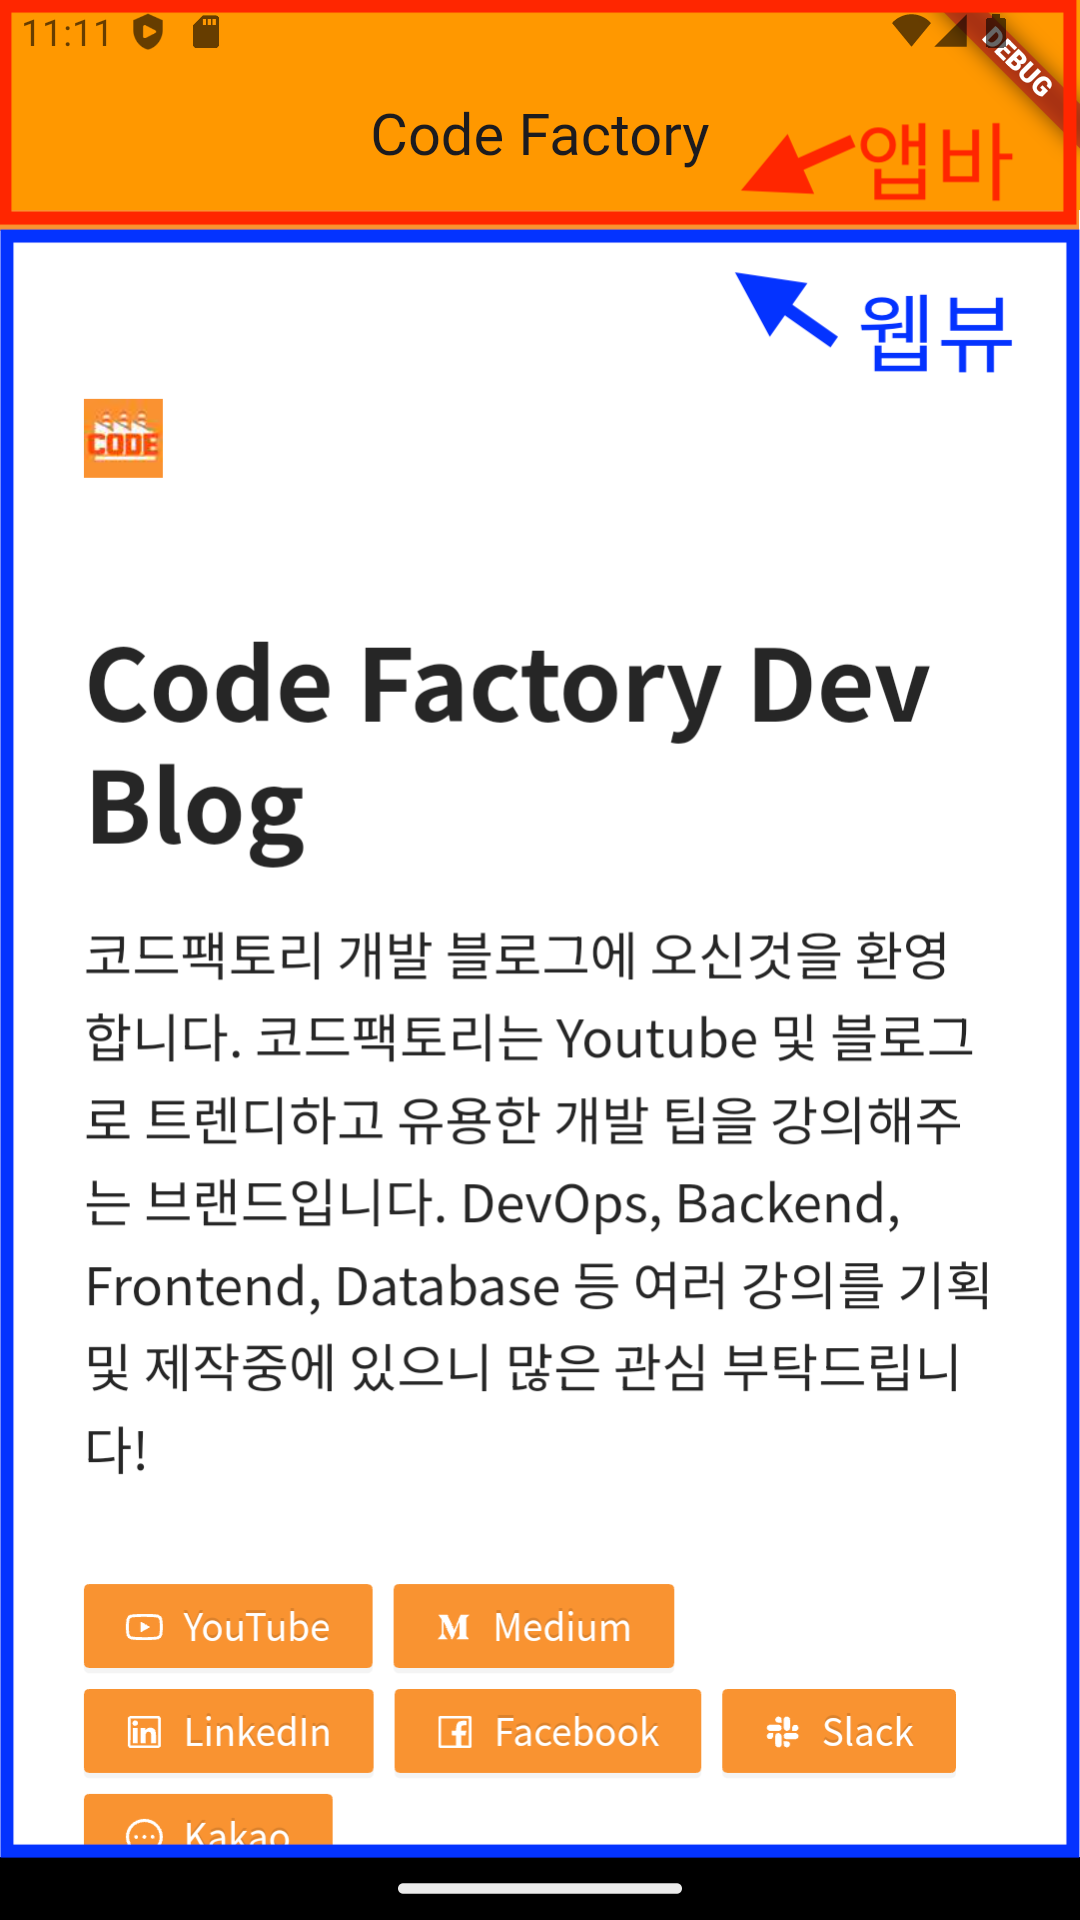 11:11
DEBUG
Code Factory
앱바
웹뷰
CODE
Code Factory Dev
Blog
코드팩토리 개발 블로그에 오신것을 환영
합니다. 코드팩토리는 Youtube 및 블로그
로 트렌디하고 유용한 개발 팁을 강의해주
는 브랜드입니다. DevOps, Backend,
Frontend, Database 등 여러 강의를 기획
및 제작중에 있으니 많은 관심 부탁드립니
다!
YouTube
Medium
LinkedIn
Facebook
Slack
Kakao